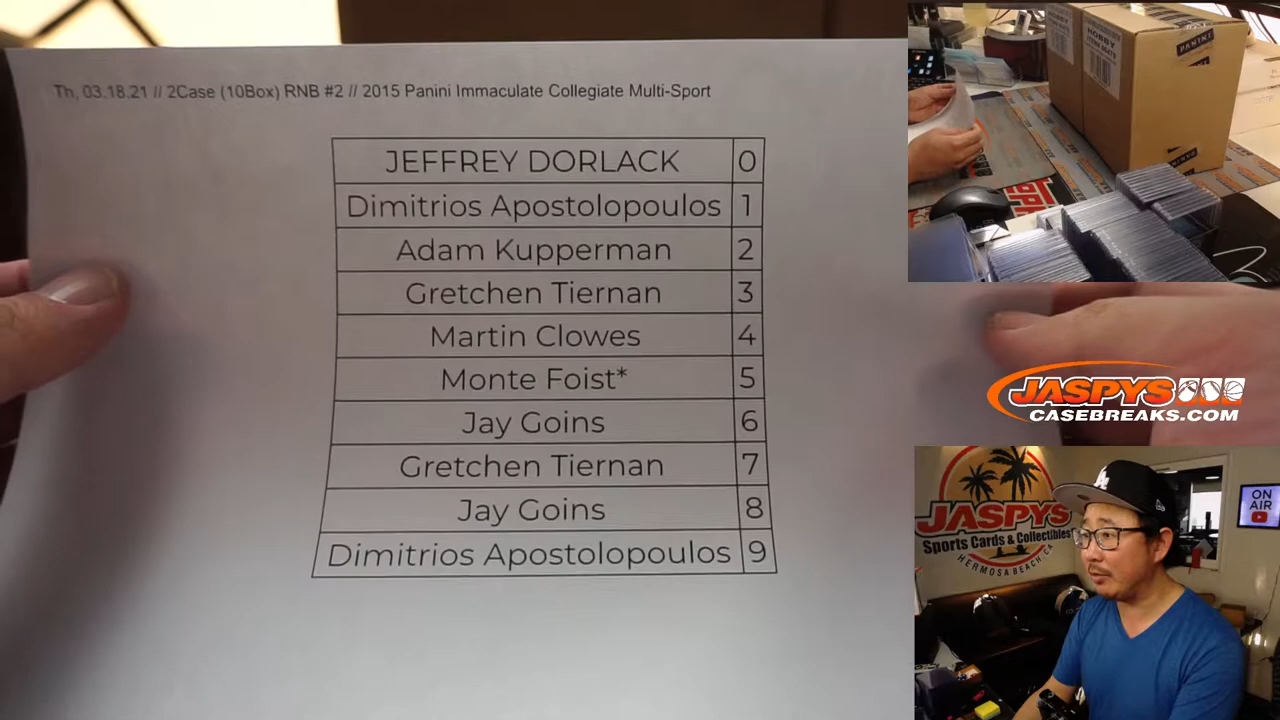 Th, 03.18.21 // 2Case (10Box) RNB #2 // 2015 Panini Immaculate Collegiate Multi-Sport
JEFFREY DORLACK 0
Dimitrios Apostolopoulos 1
Adam Kupperman 2
Gretchen Tiernan 3
Martin Clowes 4
Monte Foist* 5
Jay Goins 6
Gretchen Tiernan 7
Jay Goins 8
Dimitrios Apostolopoulos 9
HOBBY
PANINI
JASPYS
CASEBREAKS.COM
JASPYS
Sports Cards & Collectibles
HERMOSA BEACH, CA
LA
ON
AIR